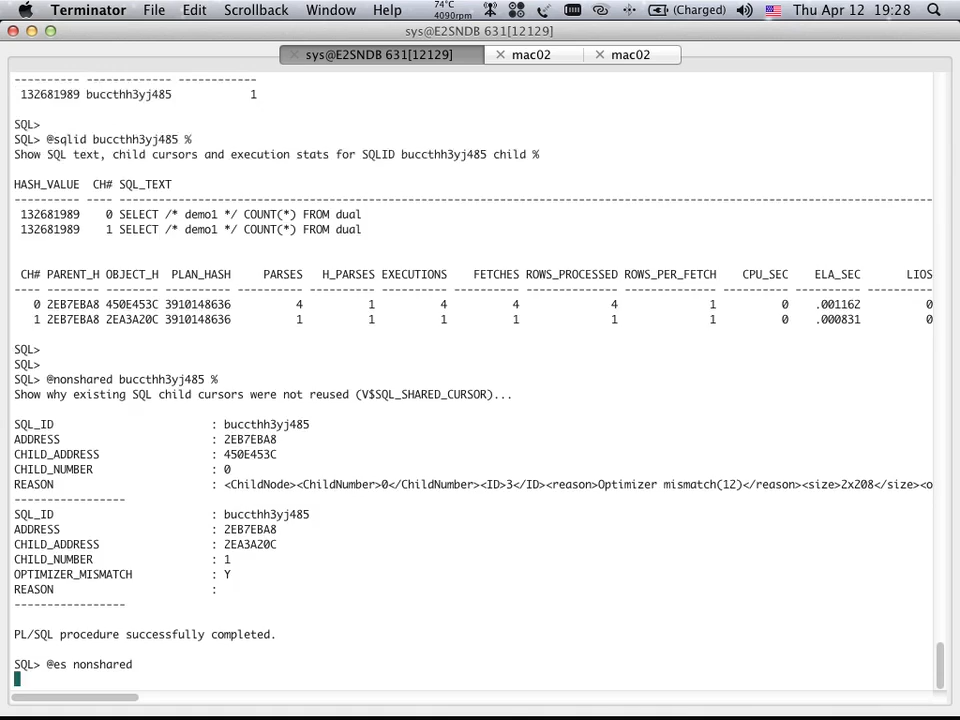 Terminator File Edit Scrollback Window Help 74°C 4090rpm (Charged) Thu Apr 12 19:28
sys@E2SNDB 631[12129]
× sys@E2SNDB 631[12129] × mac02 × mac02
---------- ------------- ------------
132681989 buccthh3yj485 1
SQL>
SQL> @sqlid buccthh3yj485 %
Show SQL text, child cursors and execution stats for SQLID buccthh3yj485 child %
HASH_VALUE CH# SQL_TEXT
---------- ---- ------------------------------------------------------------------------------------------------------
132681989 0 SELECT /* demo1 */ COUNT(*) FROM dual
132681989 1 SELECT /* demo1 */ COUNT(*) FROM dual
CH# PARENT_H OBJECT_H PLAN_HASH PARSES H_PARSES EXECUTIONS FETCHES ROWS_PROCESSED ROWS_PER_FETCH CPU_SEC ELA_SEC LIOS
---- -------- -------- ---------- ---------- ---------- ---------- ---------- -------------- -------------- ---------- ---------- ----------
0 2EB7EBA8 450E453C 3910148636 4 1 4 4 4 1 0 .001162 0
1 2EB7EBA8 2EA3A20C 3910148636 1 1 1 1 1 1 0 .000831 0
SQL>
SQL>
SQL> @nonshared buccthh3yj485 %
Show why existing SQL child cursors were not reused (V$SQL_SHARED_CURSOR)...
SQL_ID : buccthh3yj485
ADDRESS : 2EB7EBA8
CHILD_ADDRESS : 450E453C
CHILD_NUMBER : 0
REASON : <ChildNode><ChildNumber>0</ChildNumber><ID>3</ID><reason>Optimizer mismatch(12)</reason><size>2x208</size><o
-----------------
SQL_ID : buccthh3yj485
ADDRESS : 2EB7EBA8
CHILD_ADDRESS : 2EA3A20C
CHILD_NUMBER : 1
OPTIMIZER_MISMATCH : Y
REASON :
-----------------
PL/SQL procedure successfully completed.
SQL> @es nonshared